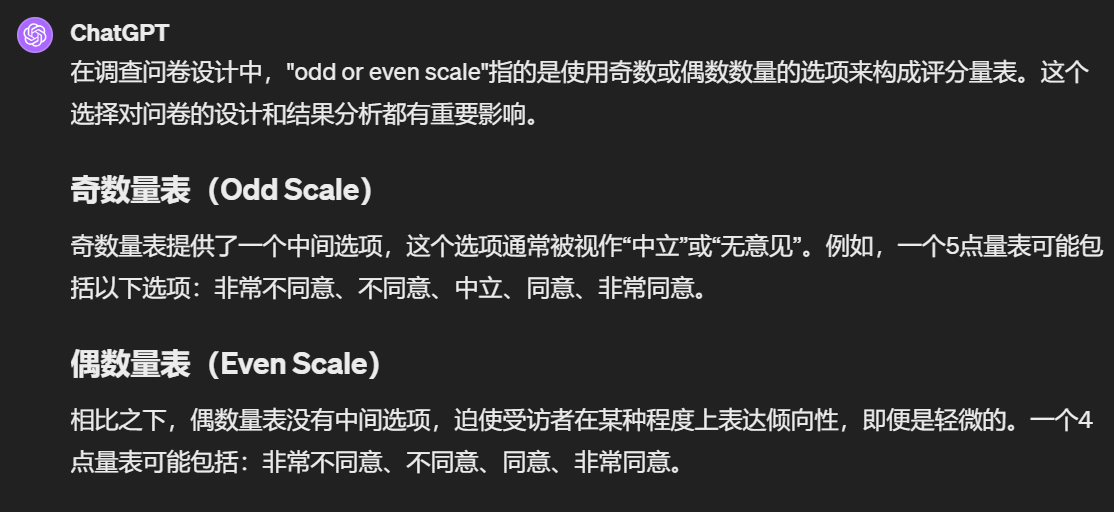 ChatGPT
在调查问卷设计中，"odd or even scale"指的是使用奇数或偶数数量的选项来构成评分量表。这个
选择对问卷的设计和结果分析都有重要影响。
奇数量表（Odd Scale）
奇数量表提供了一个中间选项，这个选项通常被视作“中立”或“无意见”。例如，一个5点量表可能包
括以下选项：非常不同意、不同意、中立、同意、非常同意。
偶数量表（Even Scale）
相比之下，偶数量表没有中间选项，迫使受访者在某种程度上表达倾向性，即便是轻微的。一个4
点量表可能包括：非常不同意、不同意、同意、非常同意。